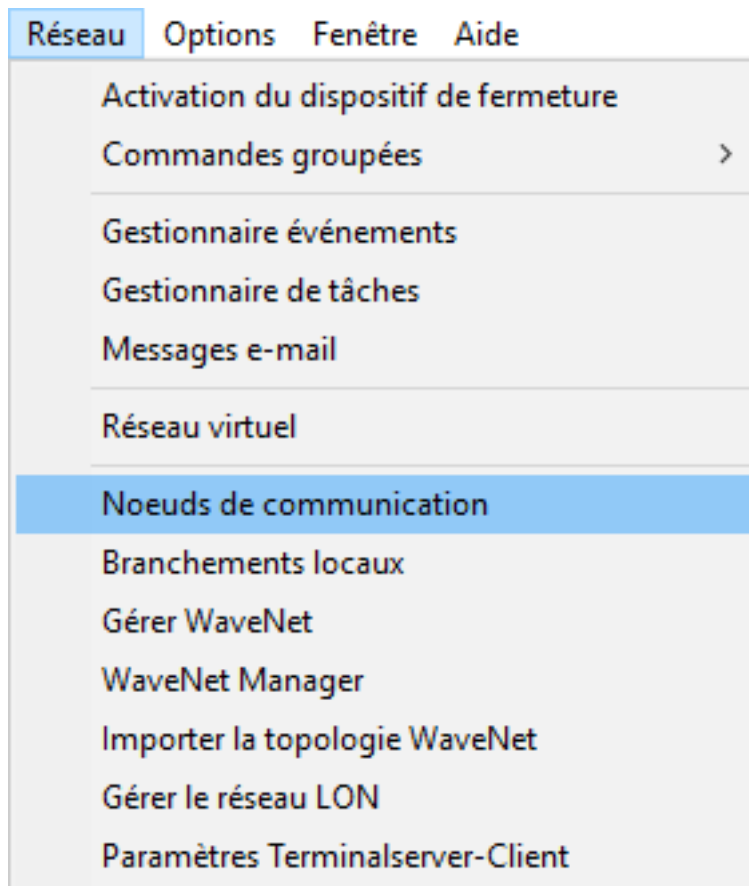 Réseau Options Fenêtre Aide
Activation du dispositif de fermeture
Commandes groupées
Gestionnaire événements
Gestionnaire de tâches
Messages e-mail
Réseau virtuel
Noeuds de communication
Branchements locaux
Gérer WaveNet
WaveNet Manager
Importer la topologie WaveNet
Gérer le réseau LON
Paramètres Terminalserver-Client